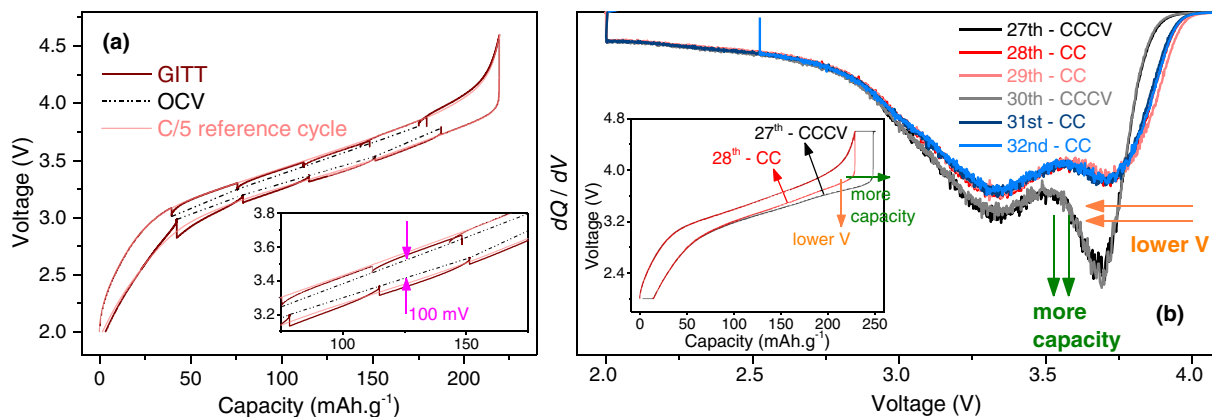 (a)
GITT
OCV
C/5 reference cycle
Voltage (V)
4.5
4.0
3.5
3.0
2.5
2.0
0
50
100
150
200
Capacity (mAh.g⁻¹)
3.8
3.6
3.4
3.2
100
150
100 mV
dQ / dV
27th - CCCV
28th - CC
29th - CC
30th - CCCV
31st - CC
32nd - CC
Voltage (V)
4.8
4.0
3.2
2.4
27ᵗʰ - CCCV
28ᵗʰ - CC
more
capacity
lower V
0
50
100
150
200
250
Capacity (mAh.g⁻¹)
lower V
more
capacity
(b)
2.0
2.5
3.0
3.5
4.0
Voltage (V)